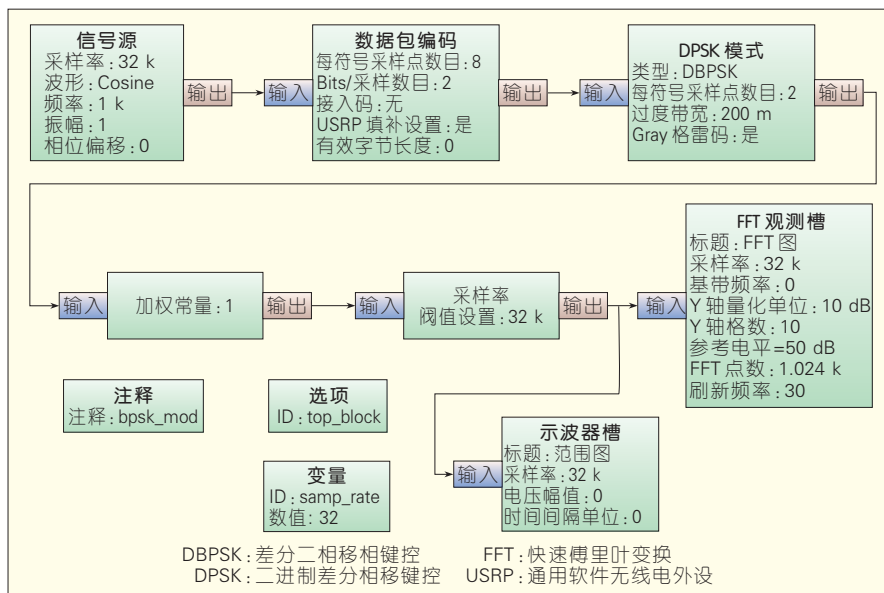 信号源
采样率:32 k
波形:Cosine
频率:1 k
振幅:1
相位偏移:0
输出
输入
数据包编码
每符号采样点数目:8
Bits/采样数目:2
接入码:无
USRP 填补设置:是
有效字节长度:0
输出
输入
DPSK 模式
类型:DBPSK
每符号采样点数目:2
过度带宽:200 m
Gray 格雷码:是
输出
输入
加权常量:1
输出
输入
采样率
阀值设置:32 k
输出
输入
FFT 观测槽
标题:FFT 图
采样率:32 k
基带频率:0
Y 轴量化单位:10 dB
Y 轴格数:10
参考电平=50 dB
FFT 点数:1.024 k
刷新频率:30
注释
注释:bpsk_mod
选项
ID:top_block
变量
ID:samp_rate
数值:32
输入
示波器槽
标题:范围图
采样率:32 k
电压幅值:0
时间间隔单位:0
DBPSK:差分二相移相键控 FFT:快速傅里叶变换
DPSK:二进制差分相移键控 USRP:通用软件无线电外设